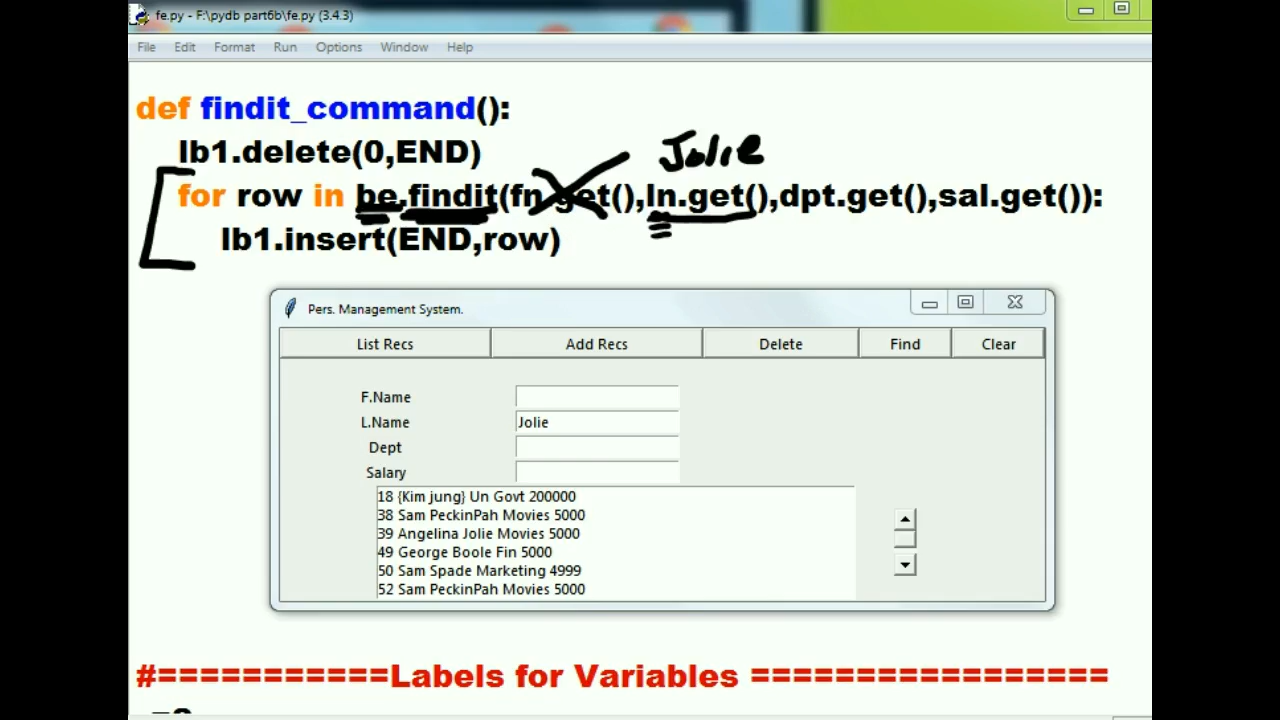 fe.py - F:\pydb part6b\fe.py (3.4.3)
File Edit Format Run Options Window Help
def findit_command():
lb1.delete(0,END)
Jolie
for row in be.findit(fn.get(),ln.get(),dpt.get(),sal.get()):
lb1.insert(END,row)
Pers. Management System.
List Recs Add Recs Delete Find Clear
F.Name
L.Name Jolie
Dept
Salary
18 {Kim jung} Un Govt 200000
38 Sam PeckinPah Movies 5000
39 Angelina Jolie Movies 5000
49 George Boole Fin 5000
50 Sam Spade Marketing 4999
52 Sam PeckinPah Movies 5000
#===========Labels for Variables =================